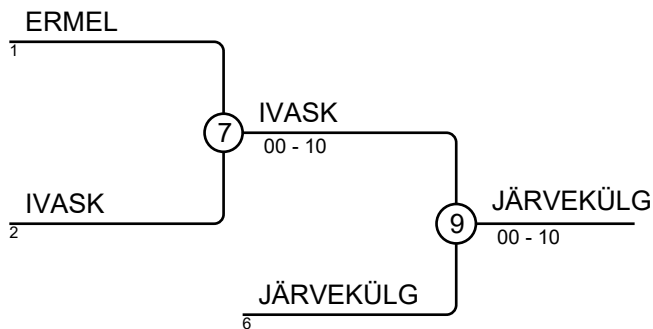 ERMEL
1
7
IVASK
00 - 10
IVASK
2
9
JÄRVEKÜLG
00 - 10
JÄRVEKÜLG
6